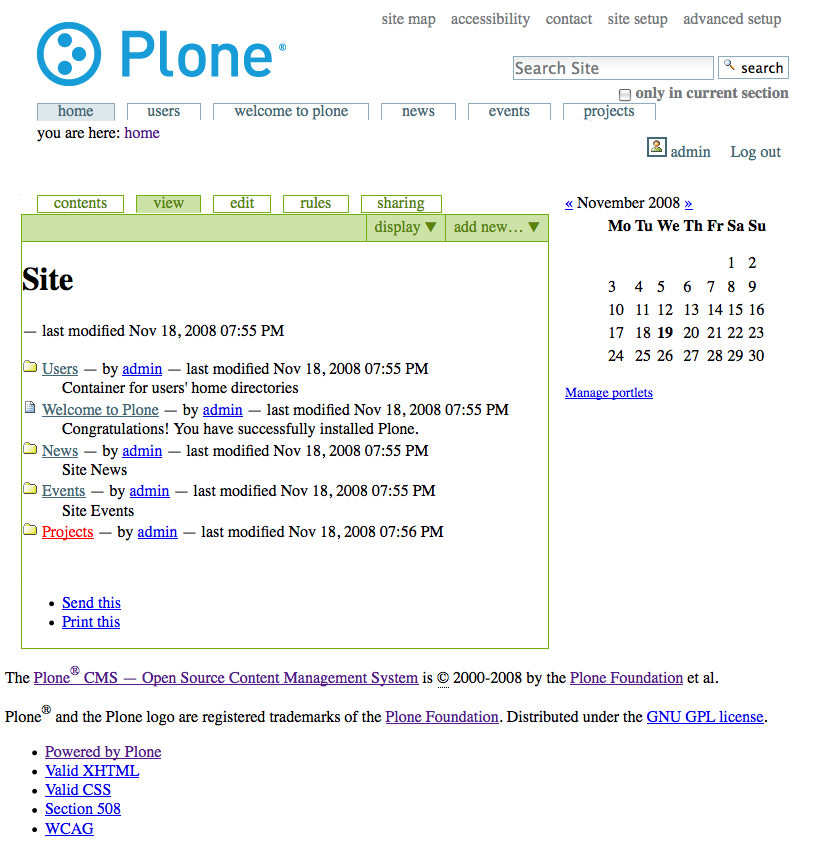 site map accessibility contact site setup advanced setup
Plone®
Search Site search
only in current section
home users welcome to plone news events projects
you are here: home
admin Log out
contents view edit rules sharing
display ▼ add new… ▼
Site
— last modified Nov 18, 2008 07:55 PM
Users — by admin — last modified Nov 18, 2008 07:55 PM
Container for users' home directories
Welcome to Plone — by admin — last modified Nov 18, 2008 07:55 PM
Congratulations! You have successfully installed Plone.
News — by admin — last modified Nov 18, 2008 07:55 PM
Site News
Events — by admin — last modified Nov 18, 2008 07:55 PM
Site Events
Projects — by admin — last modified Nov 18, 2008 07:56 PM
• Send this
• Print this
« November 2008 »
Mo Tu We Th Fr Sa Su
1 2
3 4 5 6 7 8 9
10 11 12 13 14 15 16
17 18 19 20 21 22 23
24 25 26 27 28 29 30
Manage portlets
The Plone® CMS — Open Source Content Management System is © 2000-2008 by the Plone Foundation et al.
Plone® and the Plone logo are registered trademarks of the Plone Foundation. Distributed under the GNU GPL license.
• Powered by Plone
• Valid XHTML
• Valid CSS
• Section 508
• WCAG